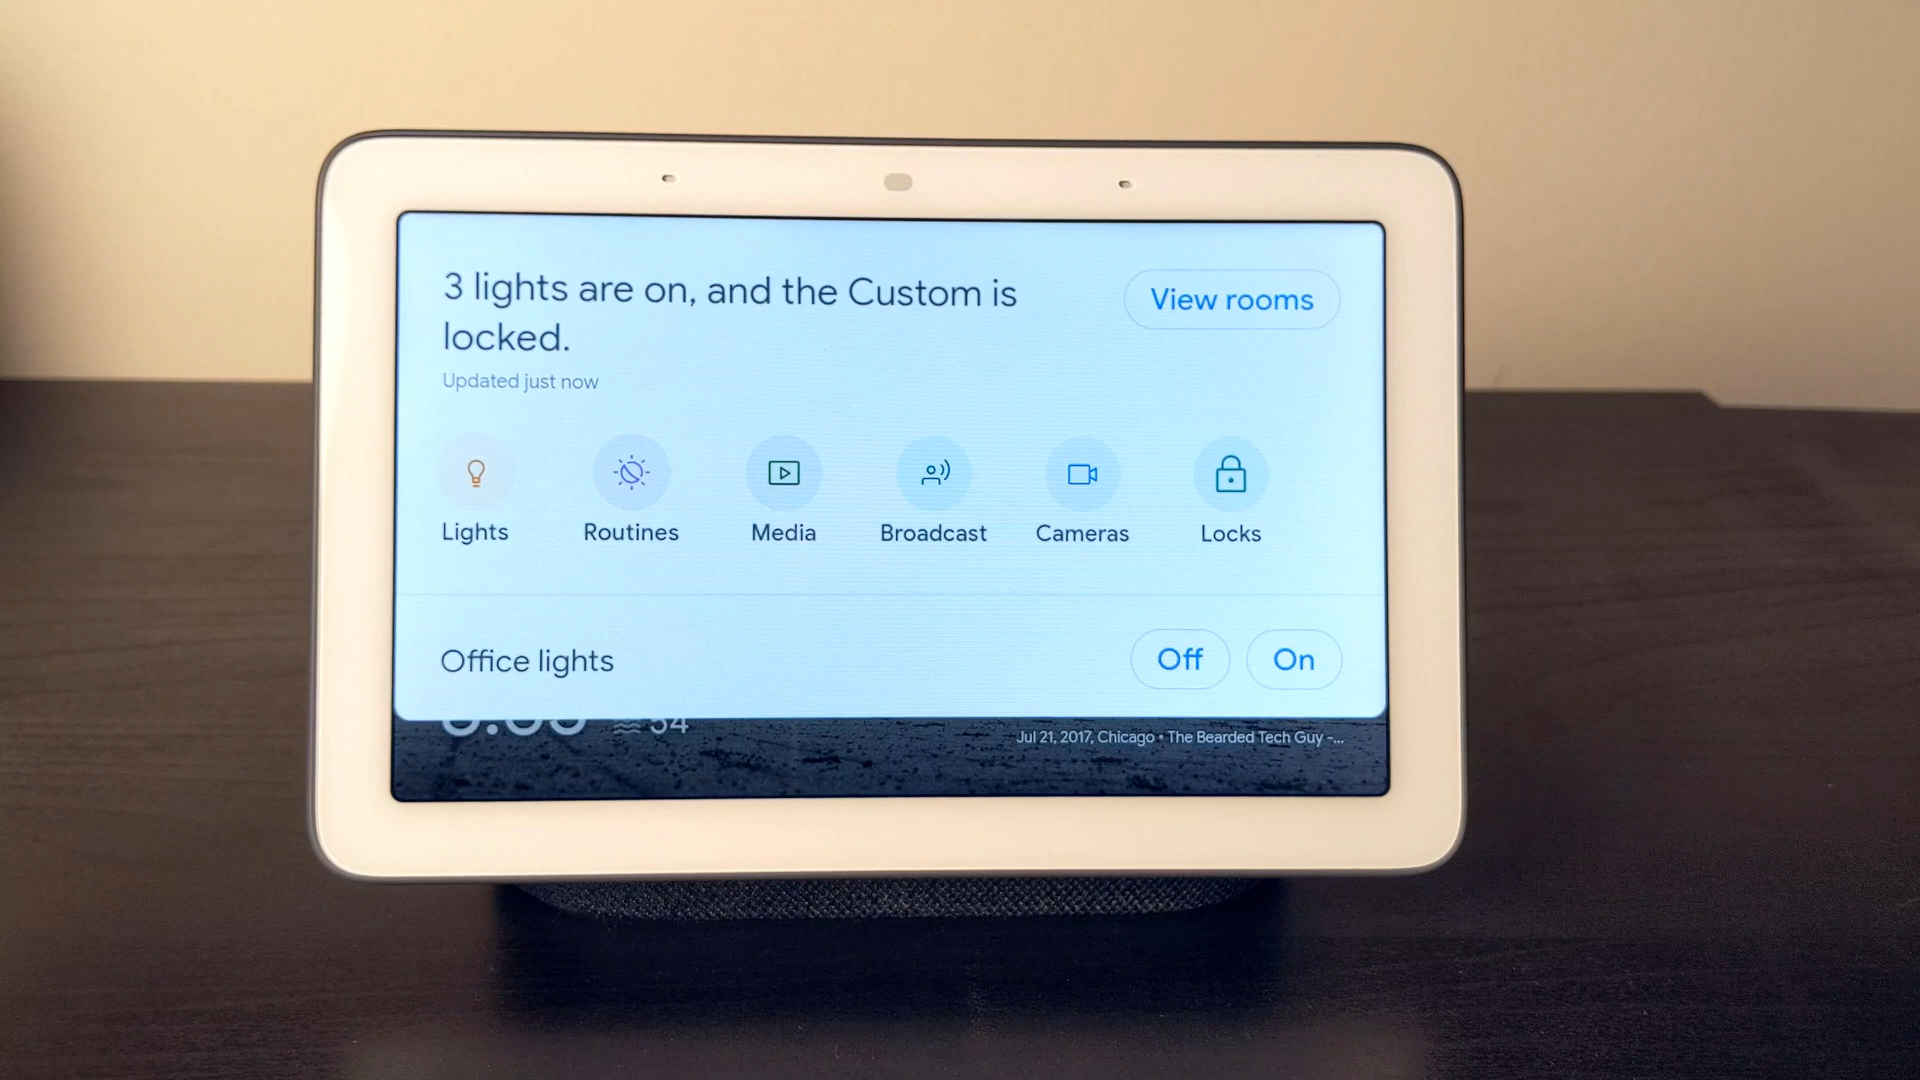 3 lights are on, and the Custom is
locked.
View rooms
Updated just now
Lights
Routines
Media
Broadcast
Cameras
Locks
Office lights
Off
On
54
Jul 21, 2017, Chicago • The Bearded Tech Guy -...